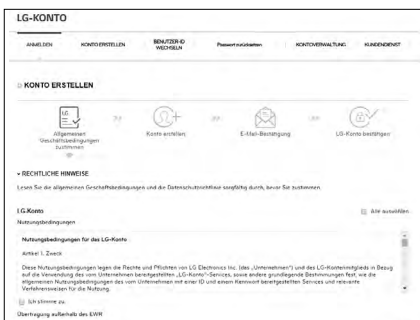 LG-KONTO
ANMELDEN KONTO ERSTELLEN BENUTZER-ID WECHSELN Passwort zurücksetzen KONTOVERWALTUNG KUNDENDIENST
KONTO ERSTELLEN
LG
Allgemeinen Geschäftsbedingungen zustimmen
>>
Konto erstellen
>>
E-Mail-Bestätigung
>>
LG-Konto bestätigen
RECHTLICHE HINWEISE
Lesen Sie die allgemeinen Geschäftsbedingungen und die Datenschutzrichtlinie sorgfältig durch, bevor Sie zustimmen.
LG-Konto
Alle auswählen
Nutzungsbedingungen
Nutzungsbedingungen für das LG-Konto
Artikel 1. Zweck
Diese Nutzungsbedingungen legen die Rechte und Pflichten von LG Electronics Inc. (das „Unternehmen“) und des LG-Kontenmitglieds in Bezug
auf die Verwendung des vom Unternehmen bereitgestellten „LG-Konto“-Services, sowie andere grundlegende Bestimmungen fest, wie die
allgemeinen Nutzungsbedingungen des vom Unternehmen mit einer ID und einem Kennwort bereitgestellten Services und relevante
Verfahrensweisen für die Nutzung.
Ich stimme zu.
Übertragung außerhalb des EWR